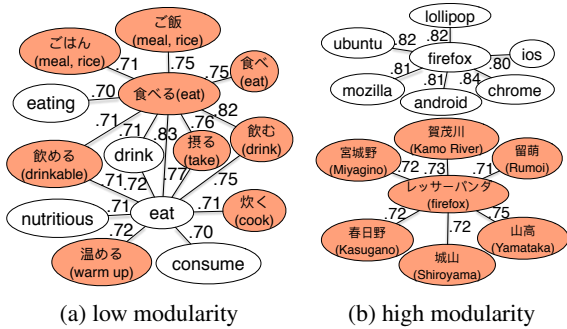 ごはん
(meal, rice)
ご飯
(meal, rice)
食べ
(eat)
.71
.75
.75
eating
.70
食べる(eat)
.82
.71
.71
.83
.76
飲める
(drinkable)
drink
摂る
(take)
飲む
(drink)
.71
.72
.77
.75
nutritious
.71
eat
.71
炊く
(cook)
.72
.70
温める
(warm up)
consume
(a) low modularity
lollipop
ubuntu
.82
.82
firefox
ios
.80
mozilla
.81
.81
.84
chrome
android
賀茂川
(Kamo River)
宮城野
(Miyagino)
留萌
(Rumoi)
.72
.73
.71
レッサーパンダ
(firefox)
.72
.75
春日野
(Kasugano)
.72
山高
(Yamataka)
城山
(Shiroyama)
(b) high modularity